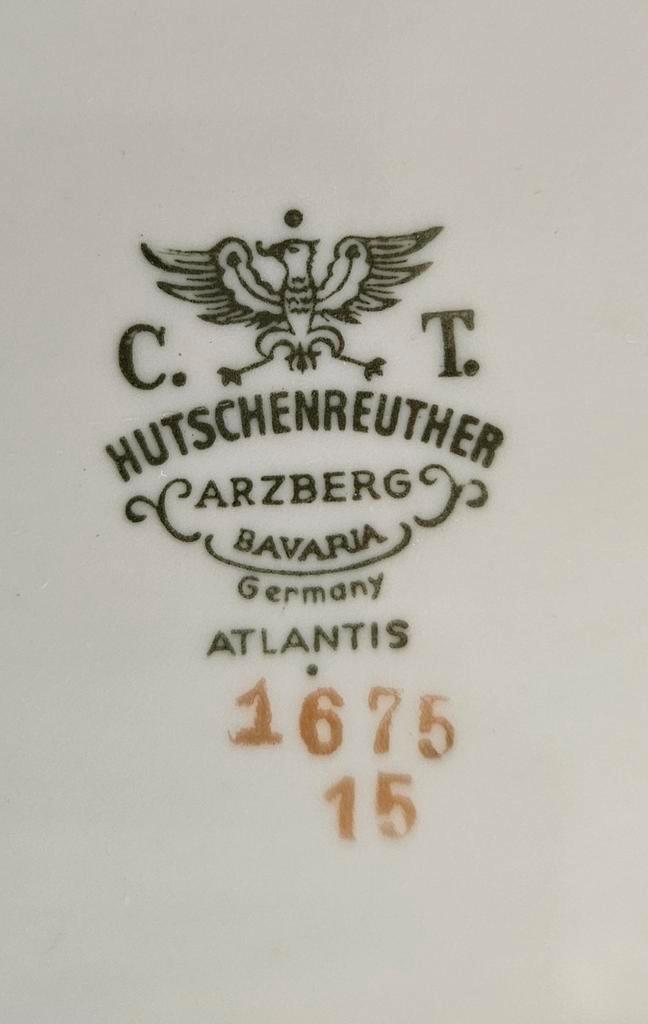 C. T.
HUTSCHENREUTHER
ARZBERG
BAVARIA
Germany
ATLANTIS
1675
15